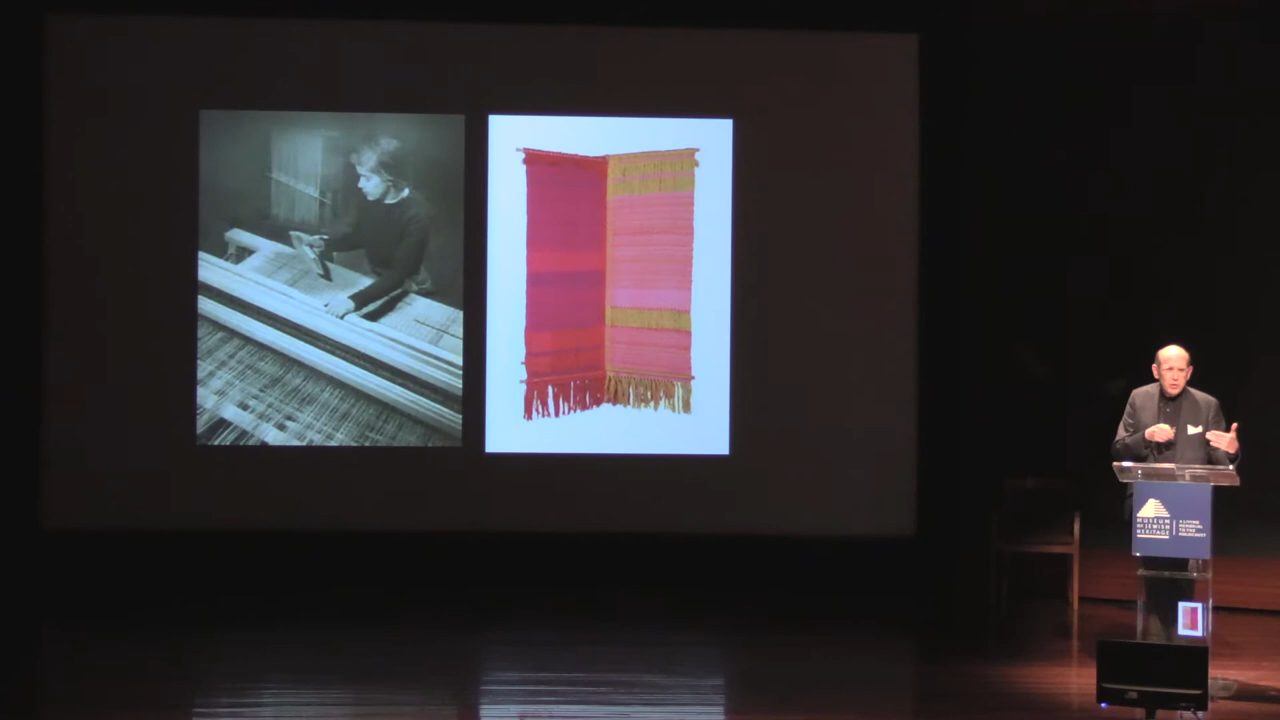 MUSEUM
OF JEWISH
HERITAGE
A LIVING
MEMORIAL
TO THE
HOLOCAUST